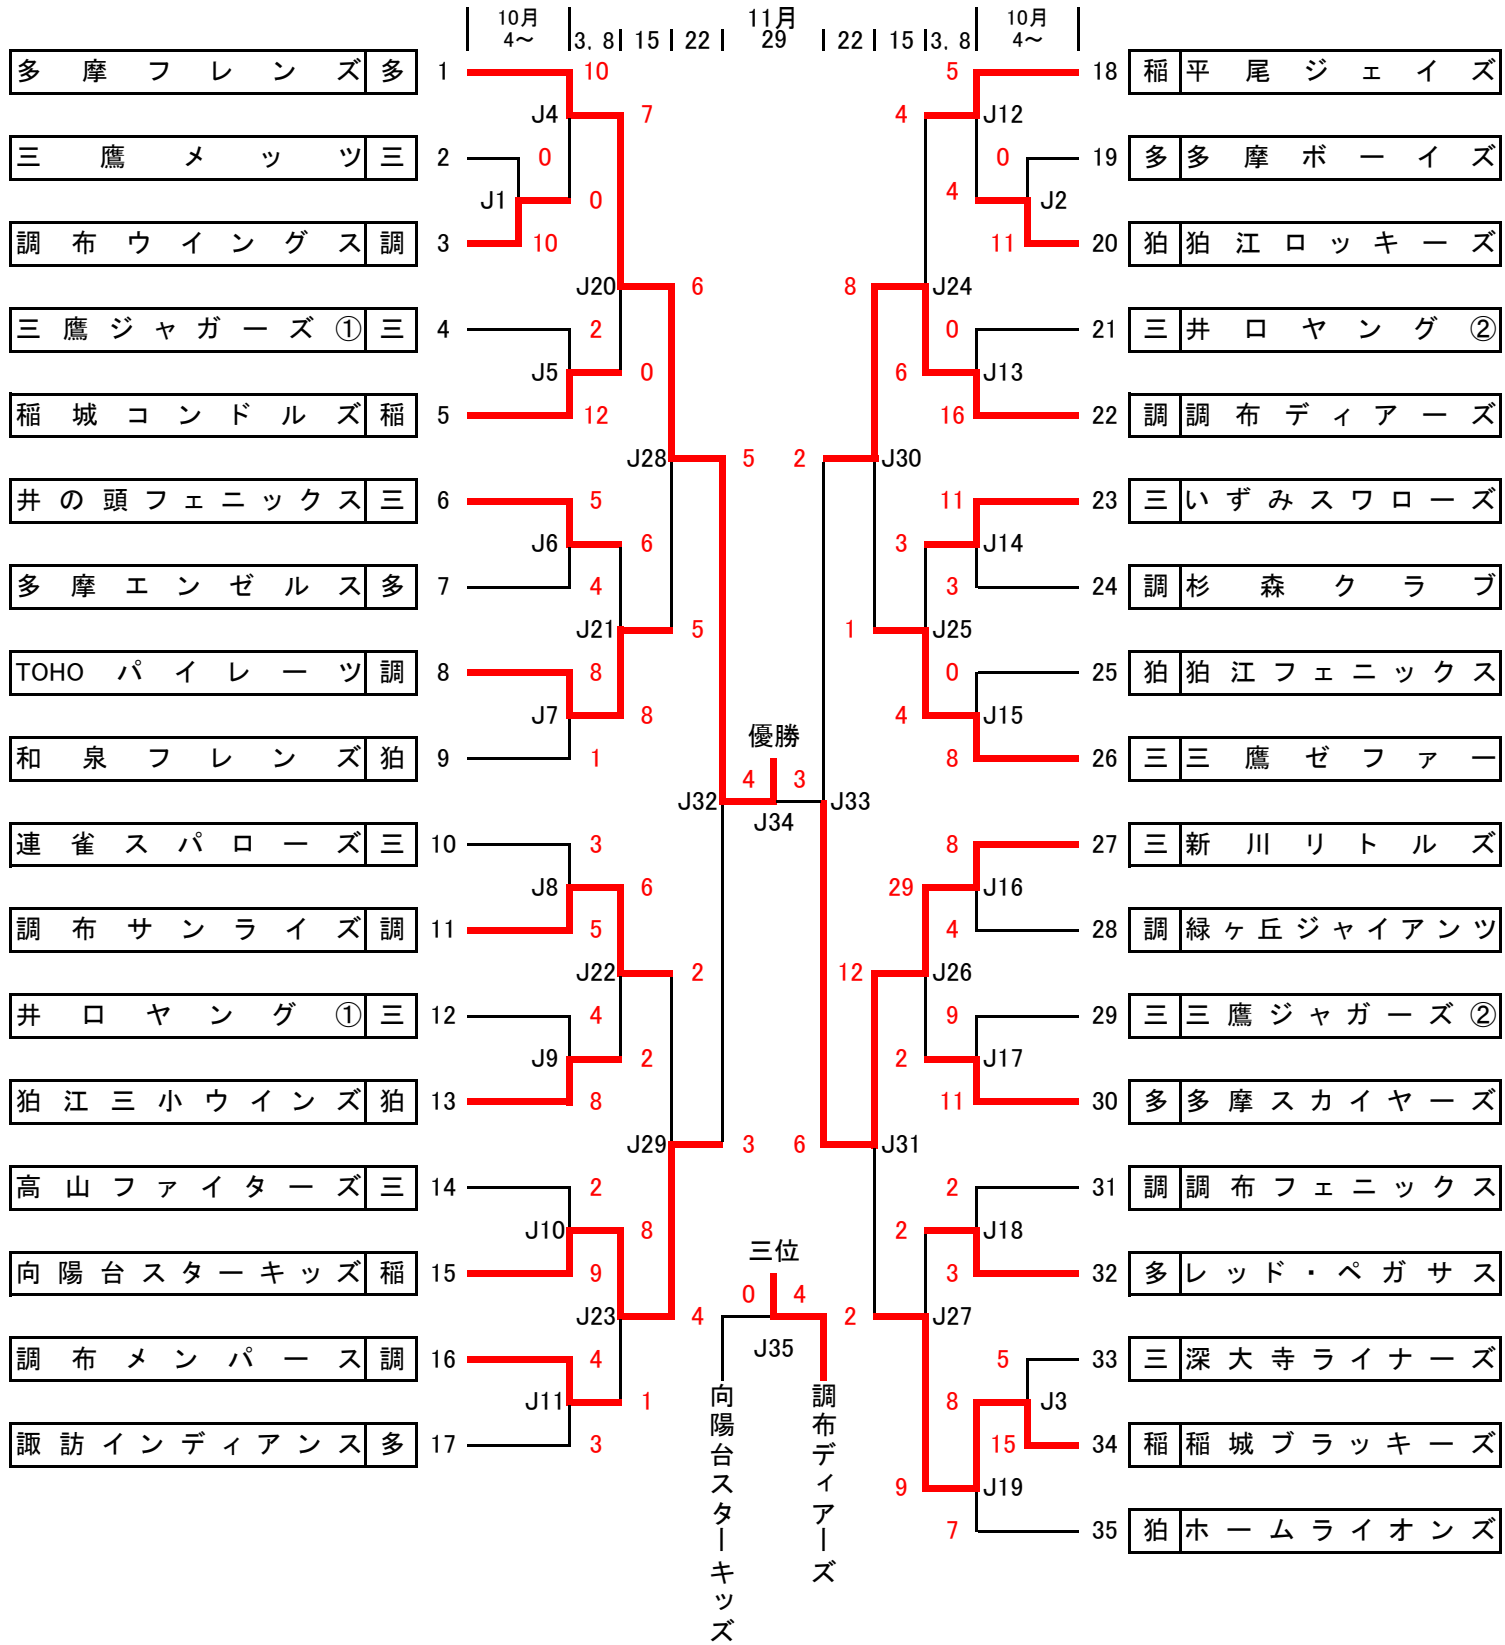 10月 11月 10月
4～ 3, 8 15 22 29 22 15 3, 8 4～
多摩フレンズ 多 1 10 5 18 稲 平尾ジェイズ
J4 7 4 J12
三鷹メッツ 三 2 0 0 19 多 多摩ボーイズ
J1 0 4 J2
調布ウイングス 調 3 10 11 20 狛 狛江ロッキーズ
J20 6 8 J24
三鷹ジャガーズ① 三 4 2 0 21 三 井口ヤング②
J5 0 6 J13
稲城コンドルズ 稲 5 12 16 22 調 調布ディアーズ
J28 5 2 J30
井の頭フェニックス 三 6 5 11 23 三 いずみスワローズ
J6 6 3 J14
多摩エンゼルス 多 7 4 3 24 調 杉森クラブ
J21 5 1 J25
TOHOパイレーツ 調 8 8 0 25 狛 狛江フェニックス
J7 8 4 J15
優勝
和泉フレンズ 狛 9 1 8 26 三 三鷹ゼファー
4 3
J32 J34 J33
連雀スパローズ 三 10 3 8 27 三 新川リトルズ
J8 6 29 J16
調布サンライズ 調 11 5 4 28 調 緑ヶ丘ジャイアンツ
J22 2 12 J26
井口ヤング① 三 12 4 9 29 三 三鷹ジャガーズ②
J9 2 2 J17
狛江三小ウインズ 狛 13 8 11 30 多 多摩スカイヤーズ
J29 3 6 J31
高山ファイターズ 三 14 2 2 31 調 調布フェニックス
J10 8 2 J18
三位
向陽台スターキッズ 稲 15 9 3 32 多 レッド・ペガサス
0 4
J23 4 2 J27
J35
調布メンパース 調 16 4 5 33 三 深大寺ライナーズ
J11 1 8 J3
諏訪インディアンス 多 17 3 15 34 稲 稲城ブラッキーズ
9 J19
7 35 狛 ホームライオンズ
向陽台スターキッズ
調布ディアーズ